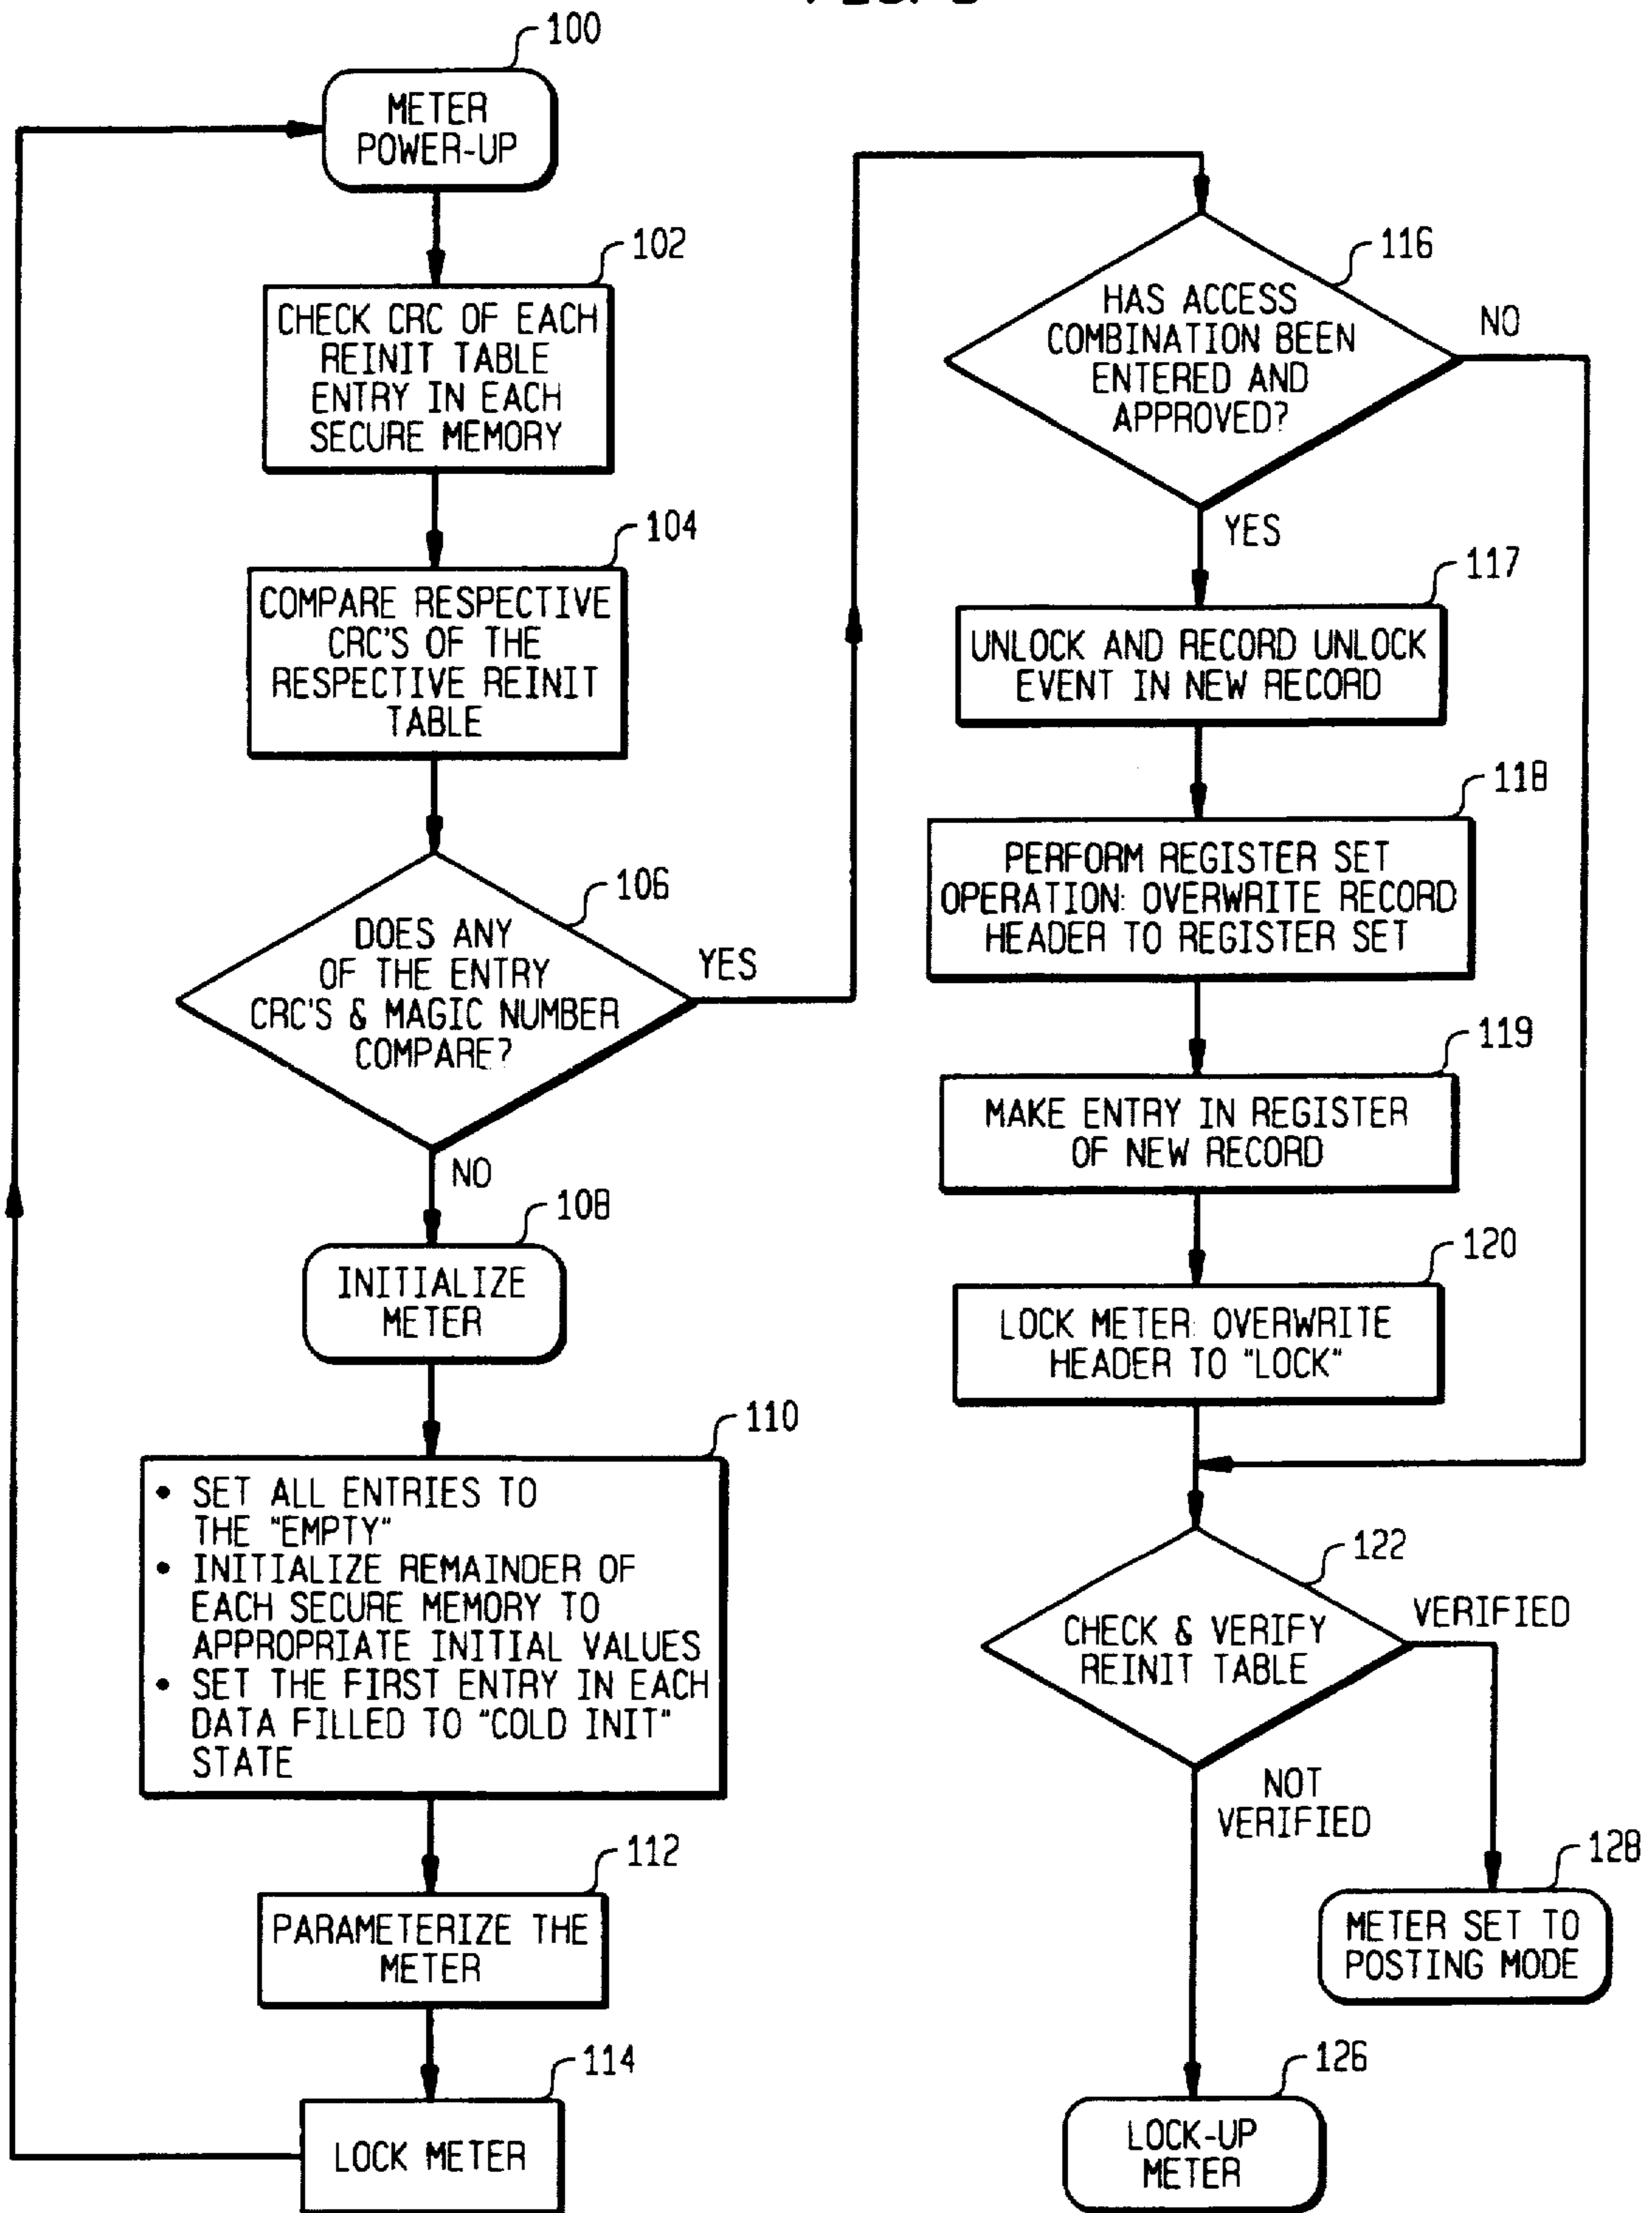 100
METER
POWER-UP
102
CHECK CRC OF EACH
REINIT TABLE
ENTRY IN EACH
SECURE MEMORY
104
COMPARE RESPECTIVE
CRC'S OF THE
RESPECTIVE REINIT
TABLE
106
DOES ANY
OF THE ENTRY
CRC'S & MAGIC NUMBER
COMPARE?
YES
NO
108
INITIALIZE
METER
110
• SET ALL ENTRIES TO
THE "EMPTY"
• INITIALIZE REMAINDER OF
EACH SECURE MEMORY TO
APPROPRIATE INITIAL VALUES
• SET THE FIRST ENTRY IN EACH
DATA FILLED TO "COLD INIT"
STATE
112
PARAMETERIZE THE
METER
114
LOCK METER
116
HAS ACCESS
COMBINATION BEEN
ENTERED AND
APPROVED?
NO
YES
117
UNLOCK AND RECORD UNLOCK
EVENT IN NEW RECORD
118
PERFORM REGISTER SET
OPERATION: OVERWRITE RECORD
HEADER TO REGISTER SET
119
MAKE ENTRY IN REGISTER
OF NEW RECORD
120
LOCK METER: OVERWRITE
HEADER TO "LOCK"
122
CHECK & VERIFY
REINIT TABLE
VERIFIED
NOT
VERIFIED
128
METER SET TO
POSTING MODE
126
LOCK-UP
METER